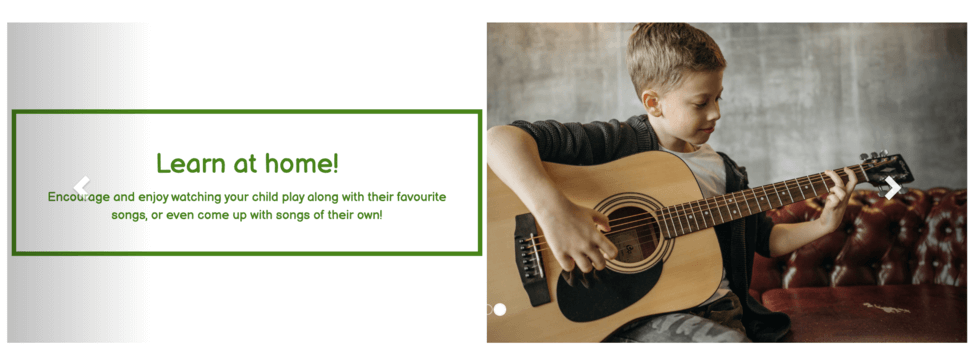 Learn at home!
Encourage and enjoy watching your child play along with their favourite
songs, or even come up with songs of their own!